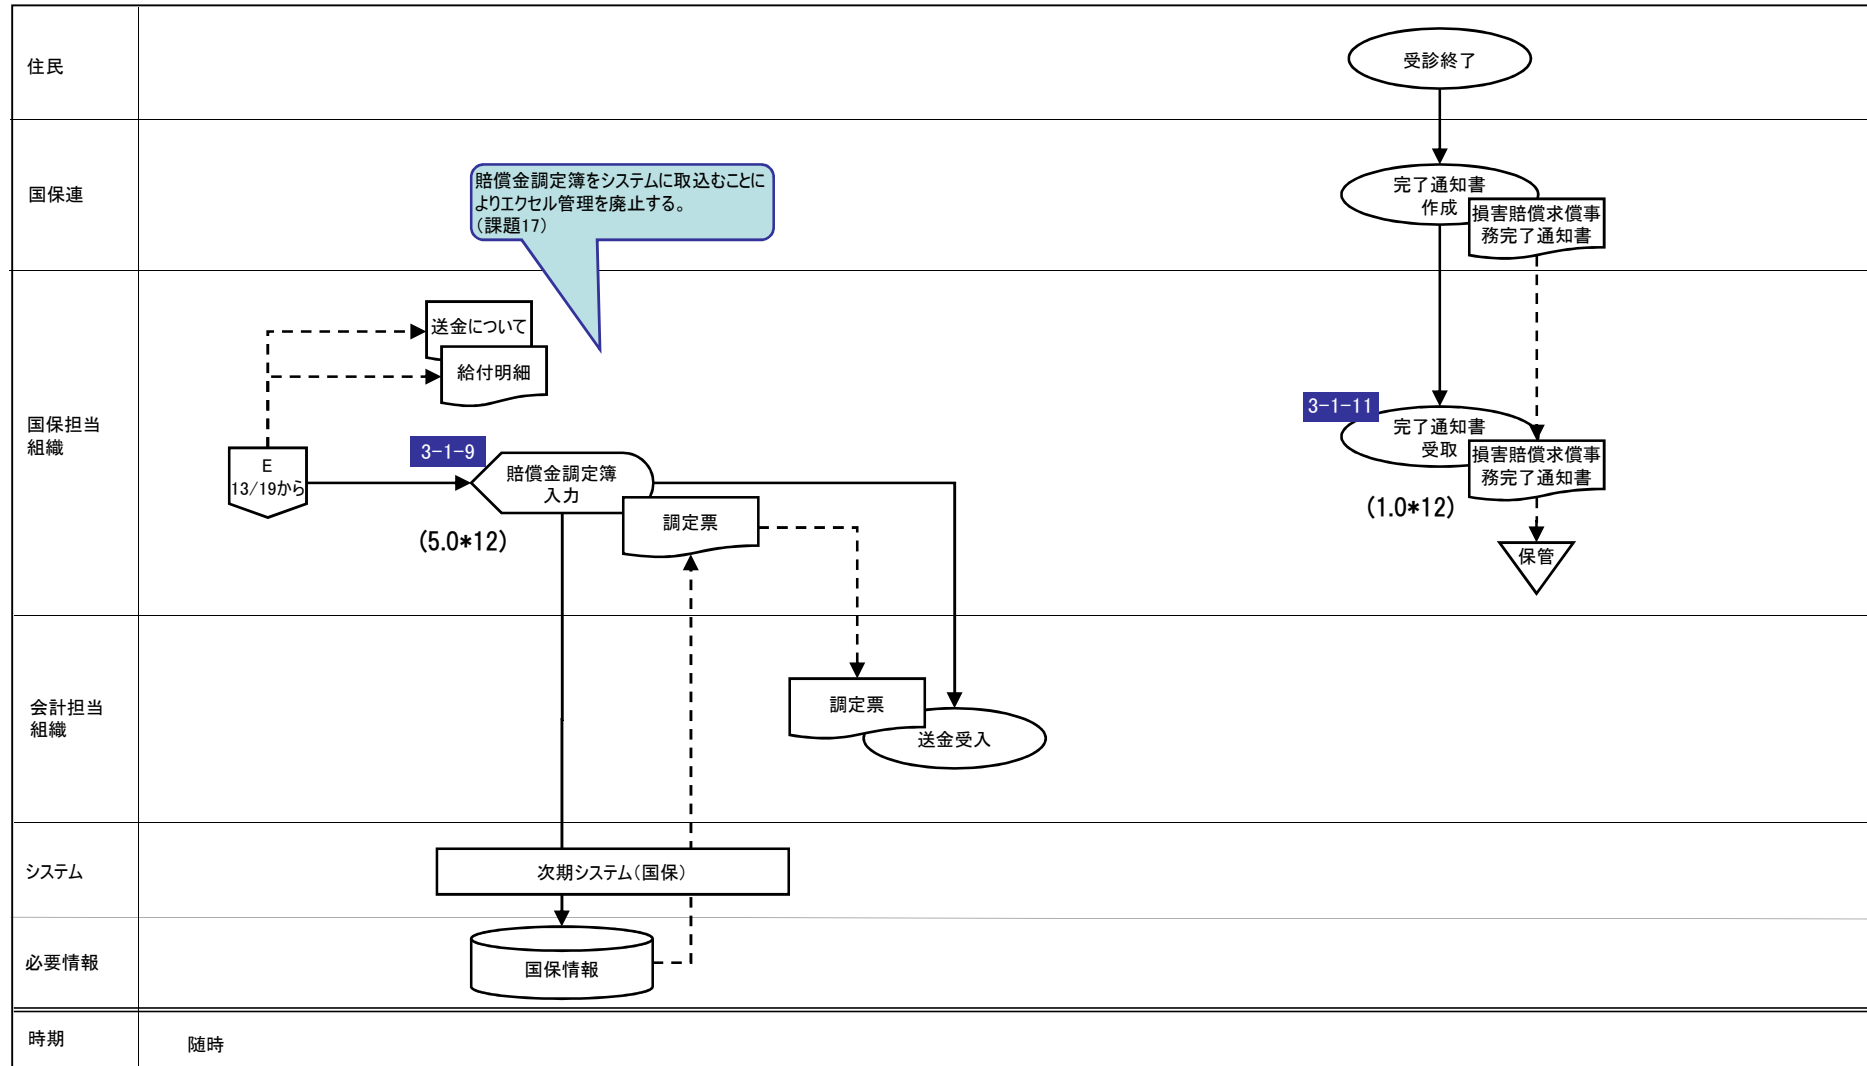 住民
受診終了
国保連
賠償金調定簿をシステムに取込むことに
よりエクセル管理を廃止する。
(課題17)
完了通知書
作成
損害賠償求償事
務完了通知書
国保担当
組織
送金について
給付明細
E
13/19から
3-1-9
賠償金調定簿
入力
(5.0*12)
調定票
3-1-11
完了通知書
受取
損害賠償求償事
務完了通知書
(1.0*12)
保管
会計担当
組織
調定票
送金受入
システム
次期システム(国保)
必要情報
国保情報
時期
随時